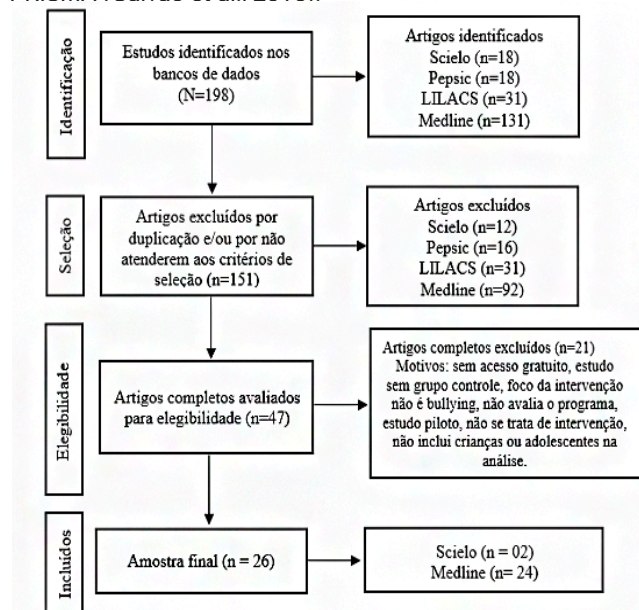 Identificação
Estudos identificados nos
bancos de dados
(N=198)
Artigos identificados
Scielo (n=18)
Pepsic (n=18)
LILACS (n=31)
Medline (n=131)
Seleção
Artigos excluídos por
duplicação e/ou por não
atenderem aos critérios de
seleção (n=151)
Artigos excluídos
Scielo (n=12)
Pepsic (n=16)
LILACS (n=31)
Medline (n=92)
Elegibilidade
Artigos completos avaliados
para elegibilidade (n=47)
Artigos completos excluídos (n=21)
Motivos: sem acesso gratuito, estudo
sem grupo controle, foco da intervenção
não é bullying, não avalia o programa,
estudo piloto, não se trata de intervenção,
não inclui crianças ou adolescentes na
análise.
Incluídos
Amostra final (n = 26)
Scielo (n = 02)
Medline (n= 24)